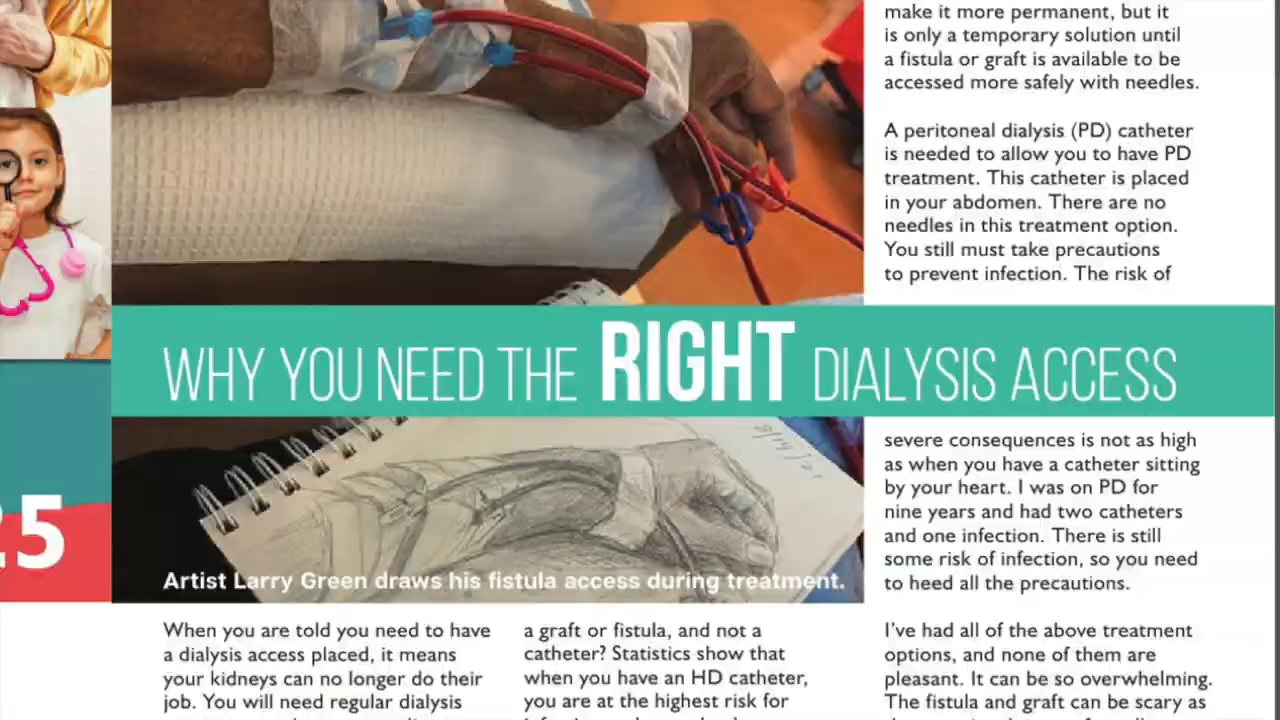 make it more permanent, but it
is only a temporary solution until
a fistula or graft is available to be
accessed more safely with needles.
A peritoneal dialysis (PD) catheter
is needed to allow you to have PD
treatment. This catheter is placed
in your abdomen. There are no
needles in this treatment option.
You still must take precautions
to prevent infection. The risk of
WHY YOU NEED THE RIGHT DIALYSIS ACCESS
severe consequences is not as high
as when you have a catheter sitting
by your heart. I was on PD for
nine years and had two catheters
and one infection. There is still
some risk of infection, so you need
to heed all the precautions.
25
Artist Larry Green draws his fistula access during treatment.
When you are told you need to have
a dialysis access placed, it means
your kidneys can no longer do their
job. You will need regular dialysis
a graft or fistula, and not a
catheter? Statistics show that
when you have an HD catheter,
you are at the highest risk for
I've had all of the above treatment
options, and none of them are
pleasant. It can be so overwhelming.
The fistula and graft can be scary as